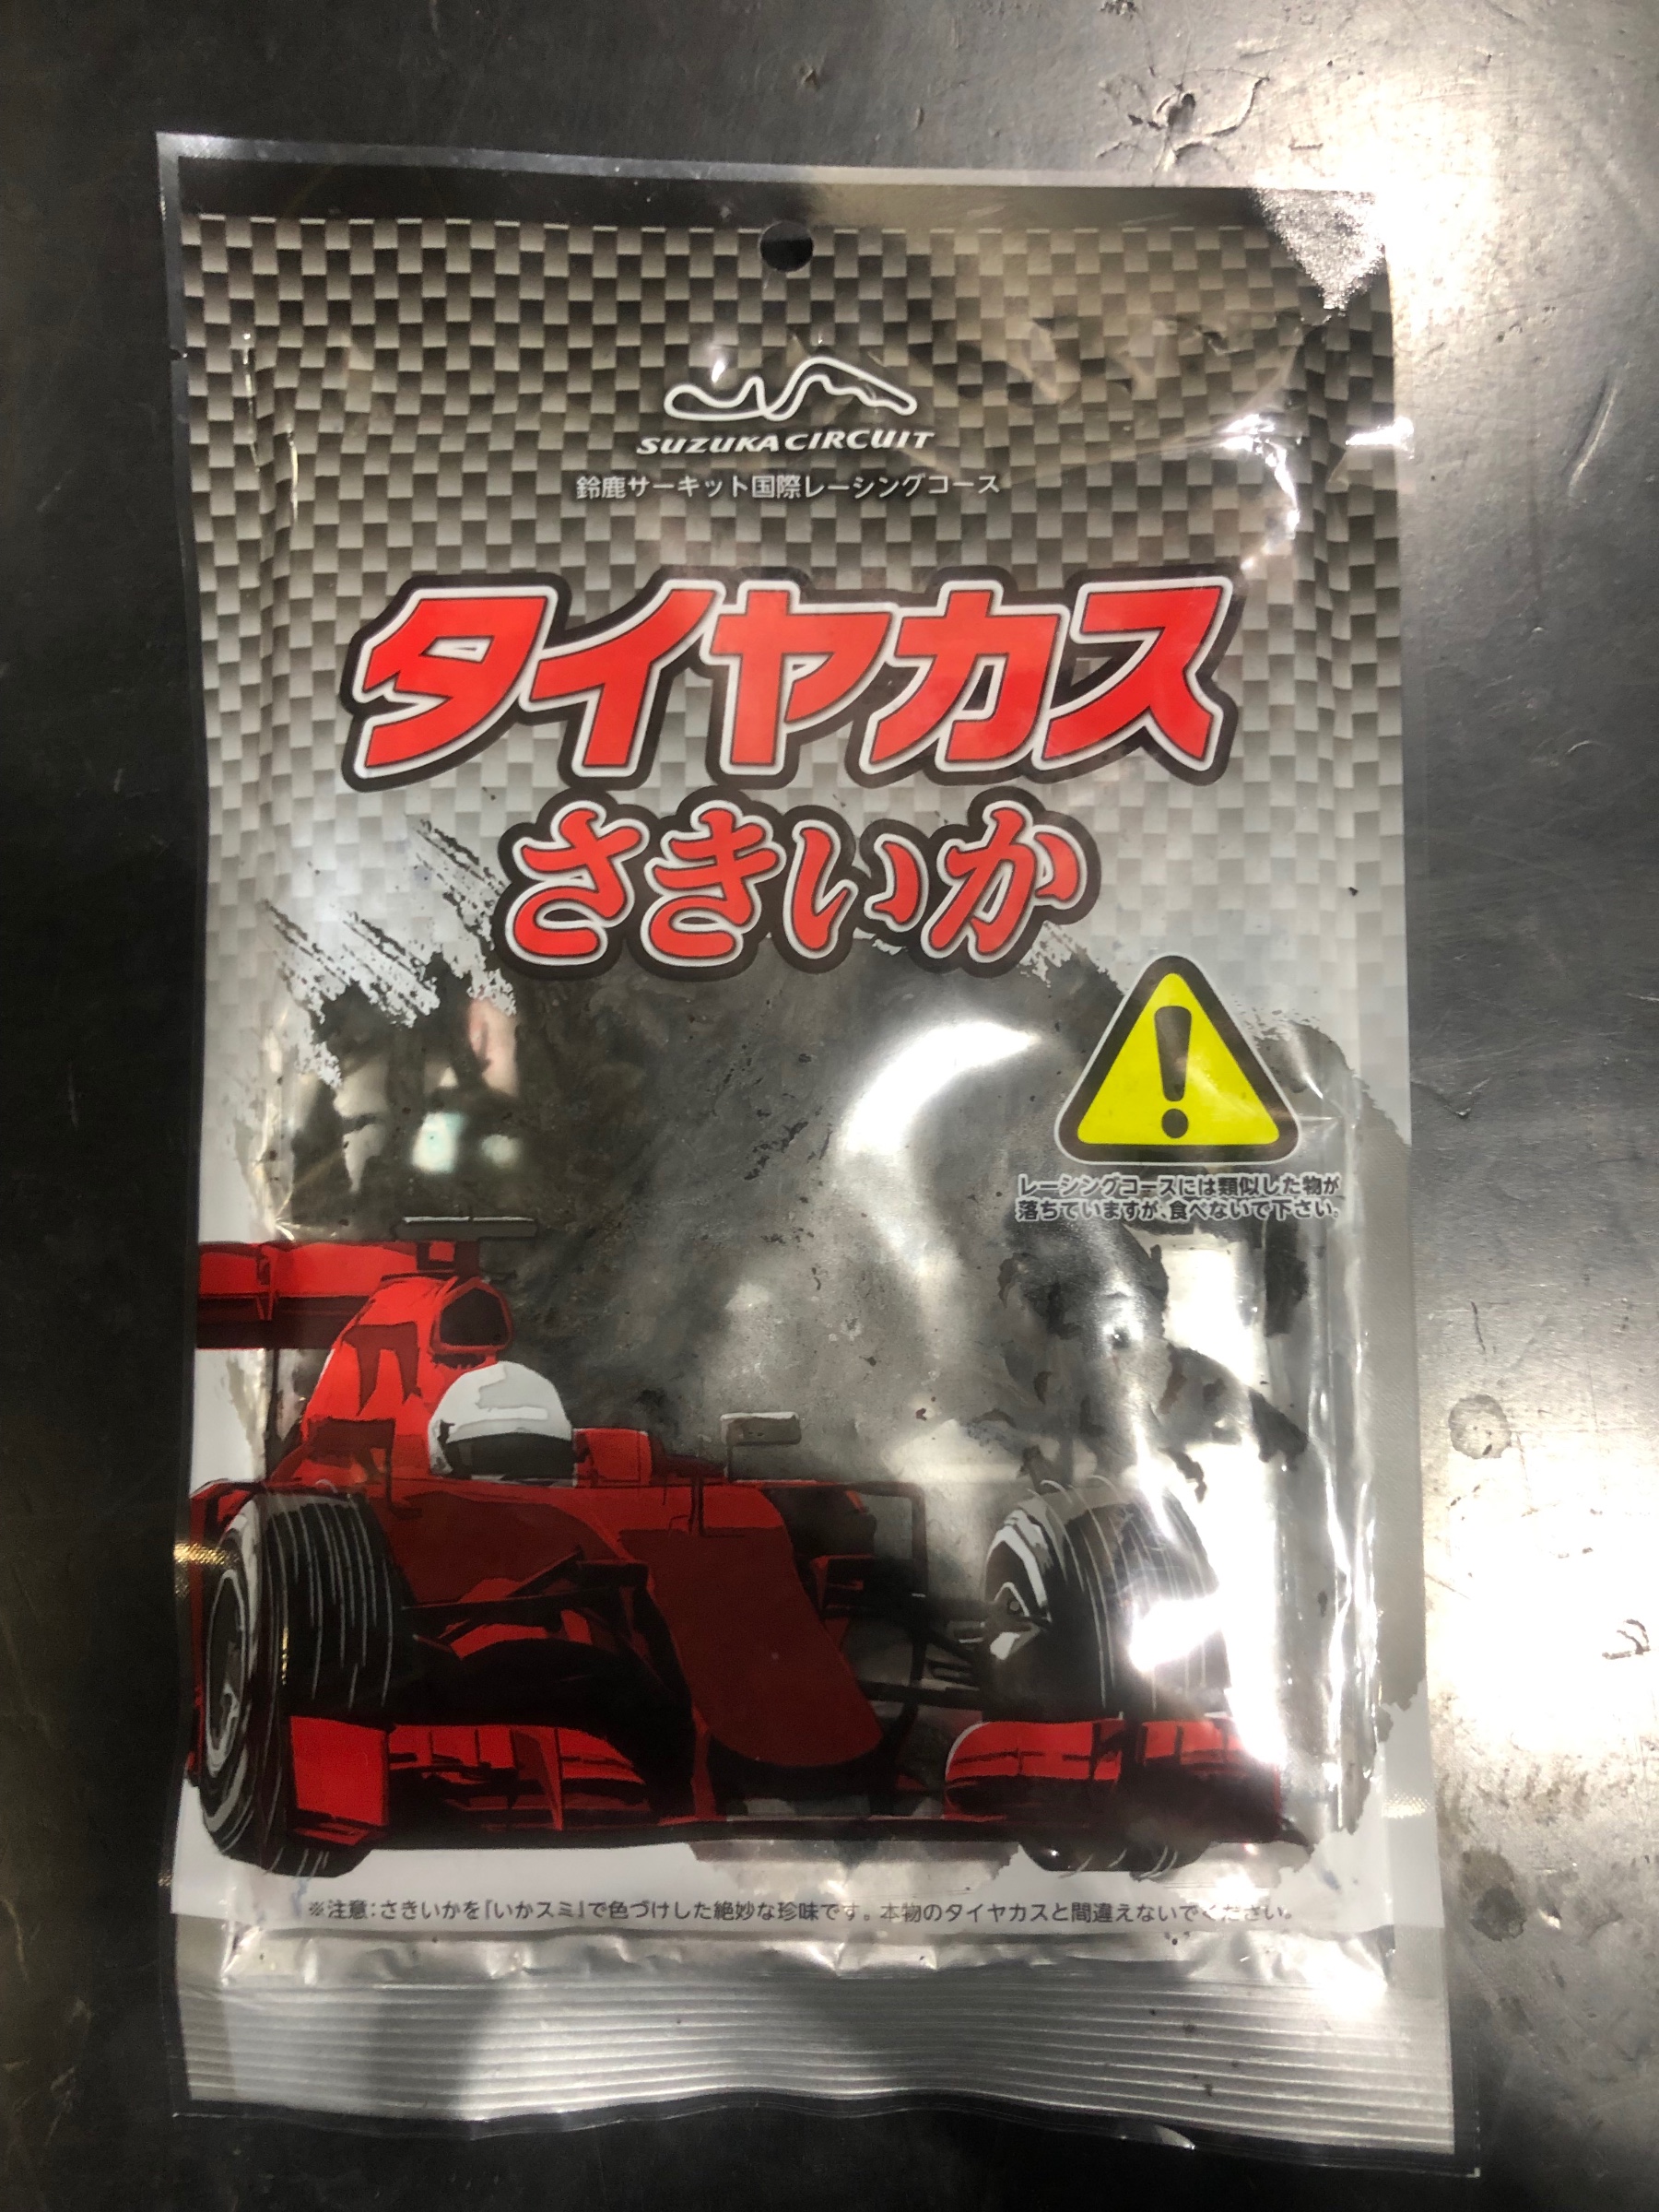 SUZUKA CIRCUIT
鈴鹿サーキット国際レーシングコース
タイヤカス
さきいか
レーシングコースには類似した物が
落ちていますが、食べないで下さい。
※注意：さきいかを「いかスミ」で色づけした絶妙な珍味です。本物のタイヤカスと間違えないでください。